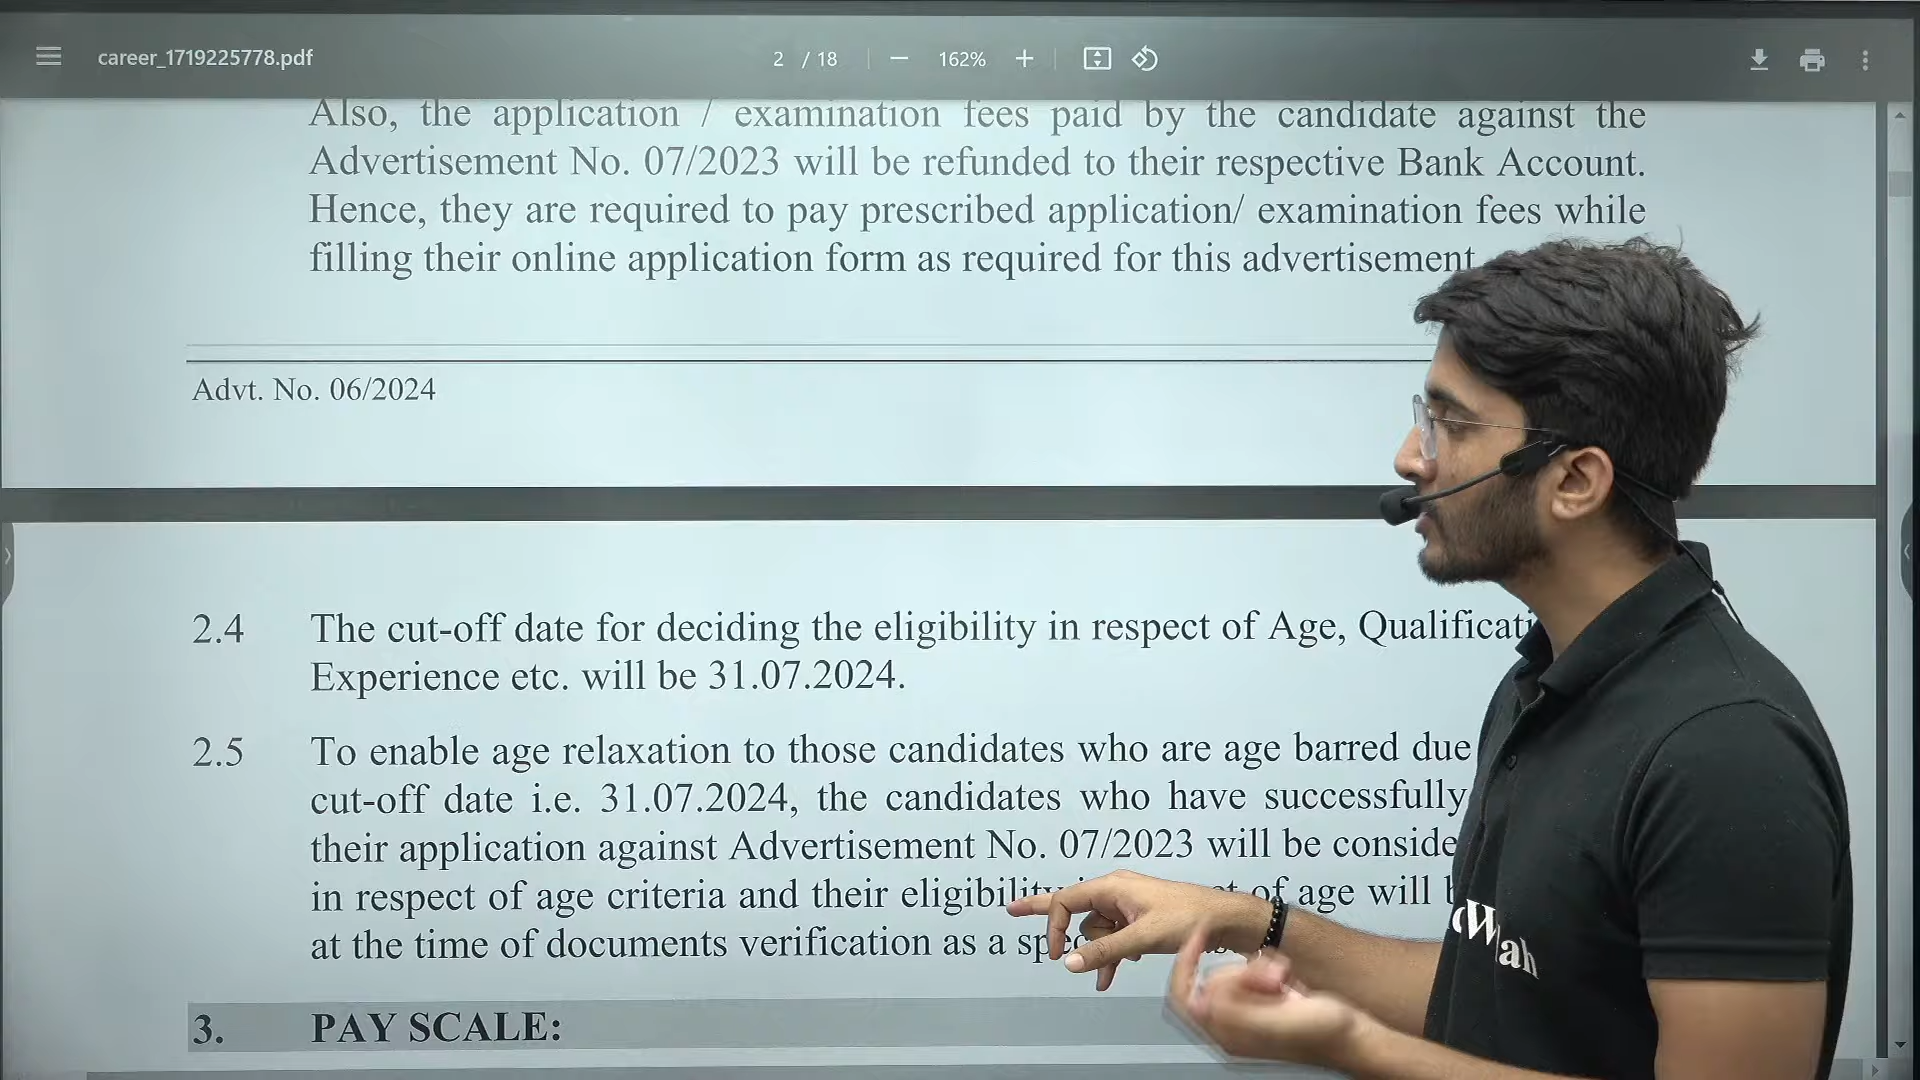 career_1719225778.pdf
2 / 18
162%
Also, the application / examination fees paid by the candidate against the
Advertisement No. 07/2023 will be refunded to their respective Bank Account.
Hence, they are required to pay prescribed application/ examination fees while
filling their online application form as required for this advertisement
Advt. No. 06/2024
2.4 The cut-off date for deciding the eligibility in respect of Age,
Experience etc. will be 31.07.2024.
2.5 To enable age relaxation to those candidates who are age barred due
cut-off date i.e. 31.07.2024, the candidates who have successfully
their application against Advertisement No. 07/2023 will be
in respect of age criteria and their of age will
at the time of documents verification as a
3. PAY SCALE: